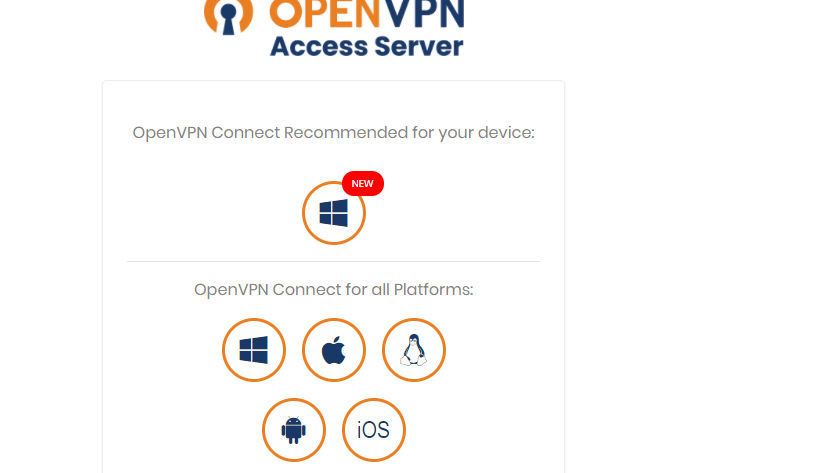 OPENVPN
Access Server
OpenVPN Connect Recommended for your device:
NEW
OpenVPN Connect for all Platforms:
iOS